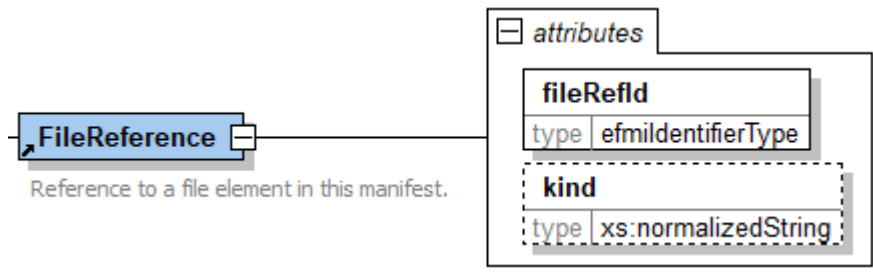 attributes
fileRefId
type efmiIdentifierType
FileReference
Reference to a file element in this manifest.
kind
type xs:normalizedString